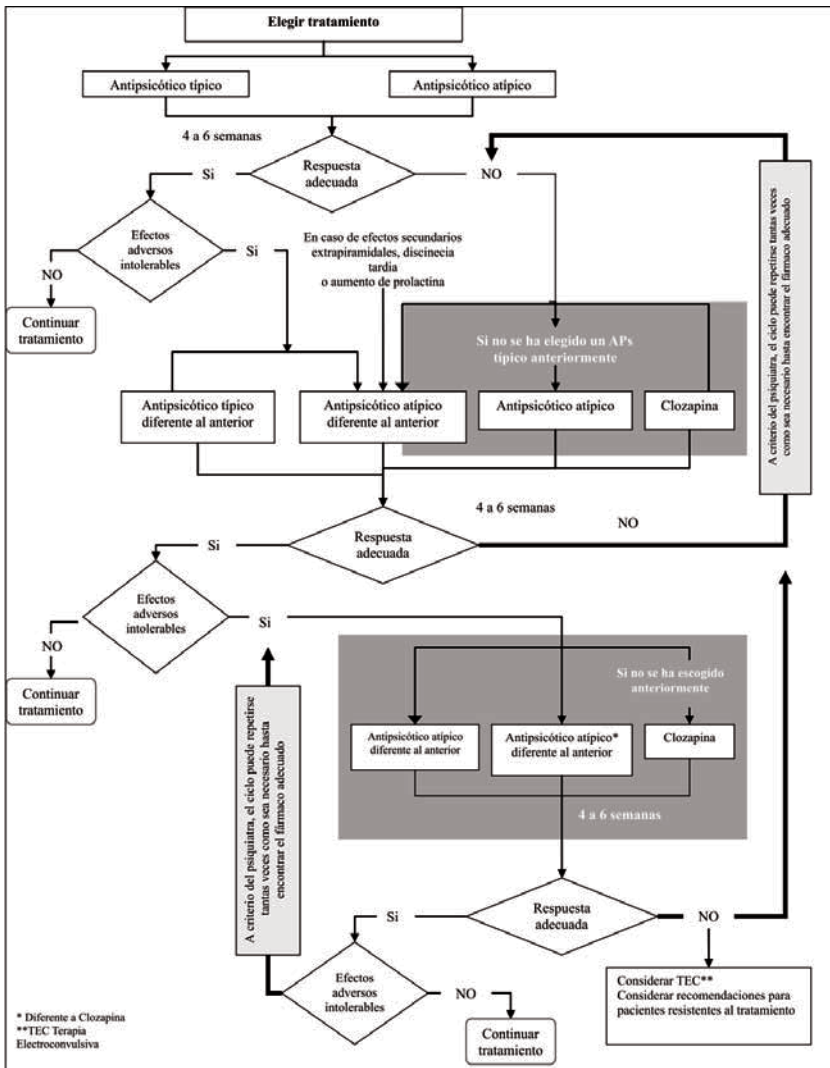 Elegir tratamiento
Antipsicótico típico
Antipsicótico atípico
4 a 6 semanas
Respuesta
adecuada
Si
NO
Efectos
adversos
intolerables
Si
NO
Continuar
tratamiento
En caso de efectos secundarios
extrapiramidales, discinecia
tardia
o aumento de prolactina
Si no se ha elegido un APs
típico anteriormente
A criterio del psiquiatra, el ciclo puede repetirse tantas veces
como sea necesario hasta encontrar el fármaco adecuado
Antipsicótico típico
diferente al anterior
Antipsicótico atípico
diferente al anterior
Antipsicótico atípico
Clozapina
4 a 6 semanas
Respuesta
adecuada
Si
NO
Efectos
adversos
intolerables
Si
NO
Continuar
tratamiento
Si no se ha escogido
anteriormente
Antipsicótico atípico
diferente al anterior
Antipsicótico atípico*
diferente al anterior
Clozapina
4 a 6 semanas
A criterio del psiquiatra, el ciclo puede repetirse
tantas veces como sea necesario hasta
encontrar el fármaco adecuado
Respuesta
adecuada
Si
NO
Efectos
adversos
intolerables
NO
Continuar
tratamiento
Considerar TEC**
Considerar recomendaciones para
pacientes resistentes al tratamiento
* Diferente a Clozapina
**TEC Terapia
Electroconvulsiva